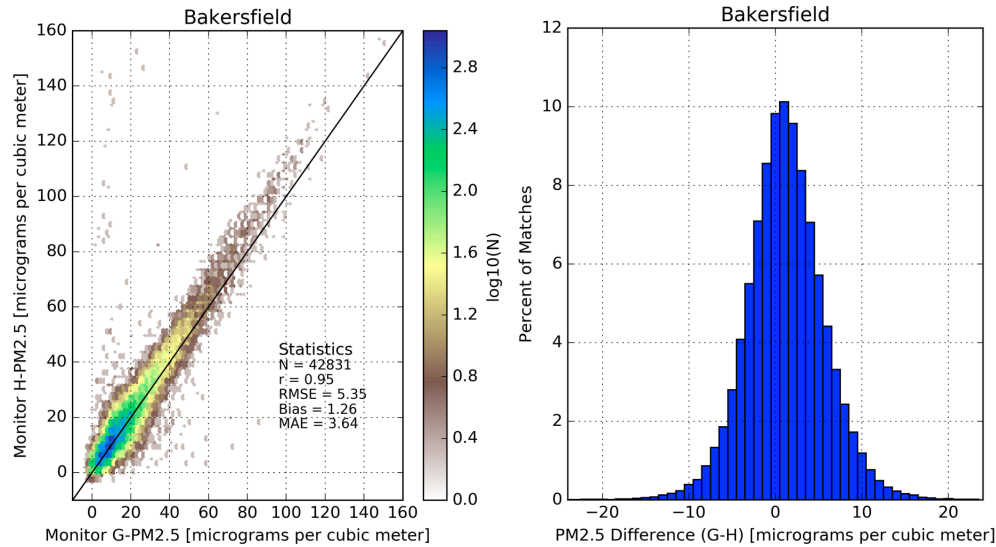 Bakersfield
160
140
120
100
80
60
40
20
0
Monitor H-PM2.5 [micrograms per cubic meter]
Statistics
N = 42831
r = 0.95
RMSE = 5.35
Bias = 1.26
MAE = 3.64
0 20 40 60 80 100 120 140 160
Monitor G-PM2.5 [micrograms per cubic meter]
2.8
2.4
2.0
1.6
1.2
0.8
0.4
0.0
log10(N)
Bakersfield
12
10
8
6
4
2
0
Percent of Matches
−20 −10 0 10 20
PM2.5 Difference (G-H) [micrograms per cubic meter]